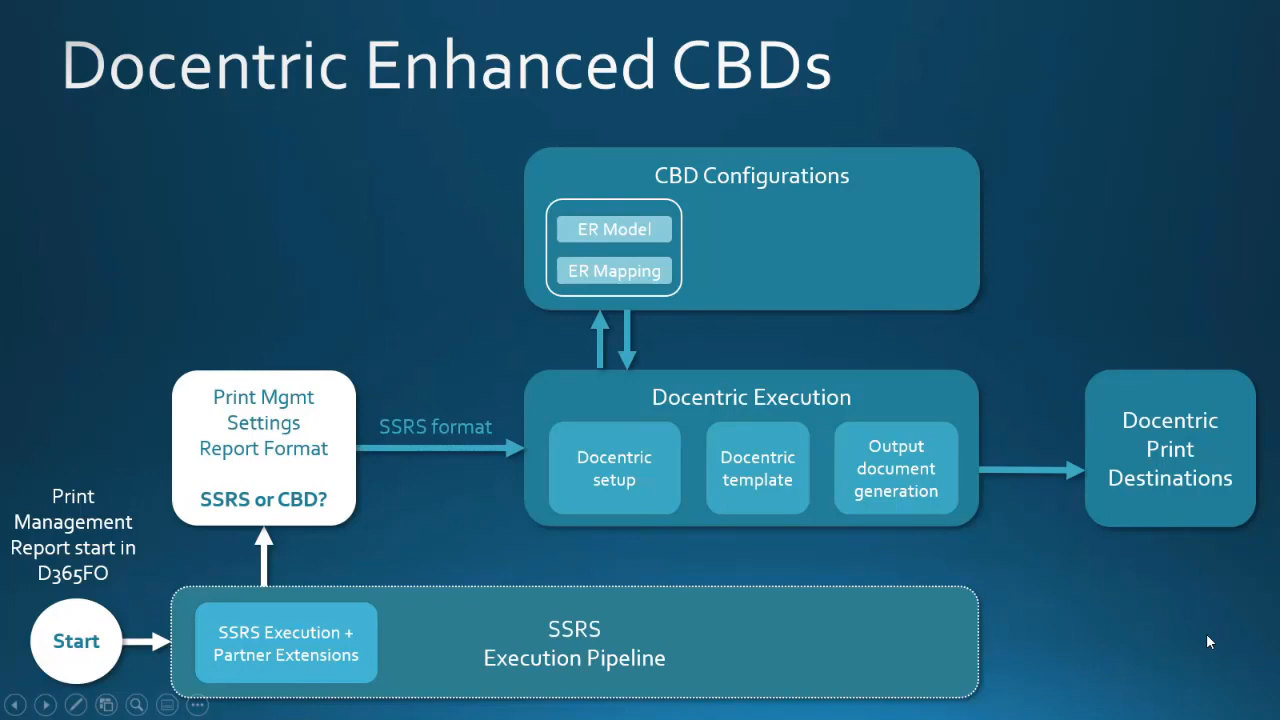 Docentric Enhanced CBDs
CBD Configurations
ER Model
ER Mapping
Print Mgmt
Settings
Report Format
SSRS or CBD?
SSRS format
Docentric Execution
Docentric
setup
Docentric
template
Output
document
generation
Docentric
Print
Destinations
Print
Management
Report start in
D365FO
Start
SSRS Execution +
Partner Extensions
SSRS
Execution Pipeline